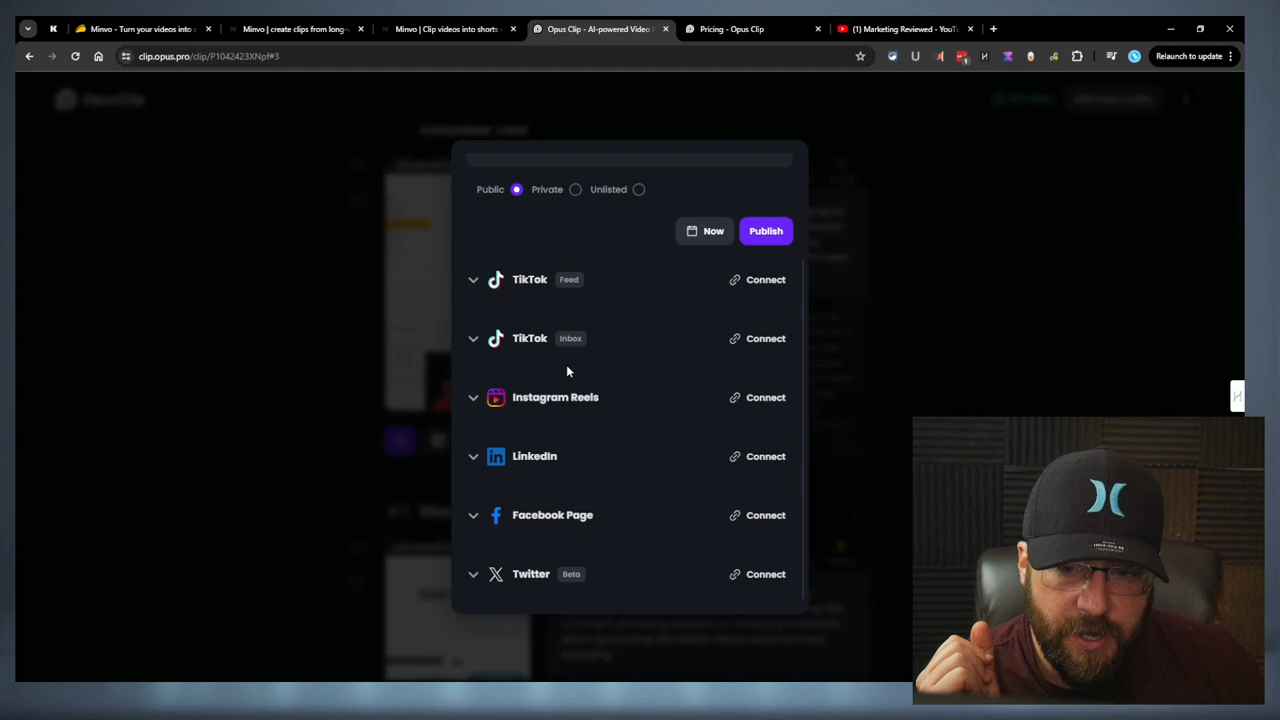 Minvo - Turn your videos into
Minvo | create clips from long-
Minvo | Clip videos into shorts
Opus Clip - AI-powered Video
Pricing - Opus Clip
(1) Marketing Reviewed - YouTu
clip.opus.pro/clip/P1042423XNpf#3
Relaunch to update
OpusClip
Public
Private
Unlisted
Now
Publish
TikTok Feed Connect
TikTok Inbox Connect
Instagram Reels Connect
LinkedIn Connect
Facebook Page Connect
Twitter Beta Connect